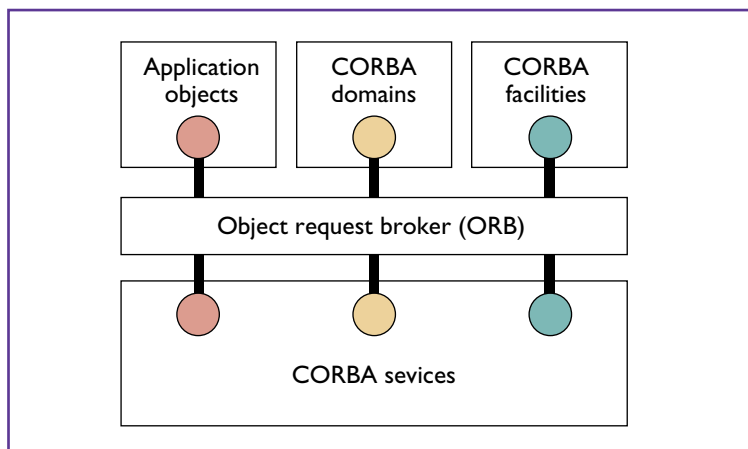 Application
objects
CORBA
domains
CORBA
facilities
Object request broker (ORB)
CORBA sevices